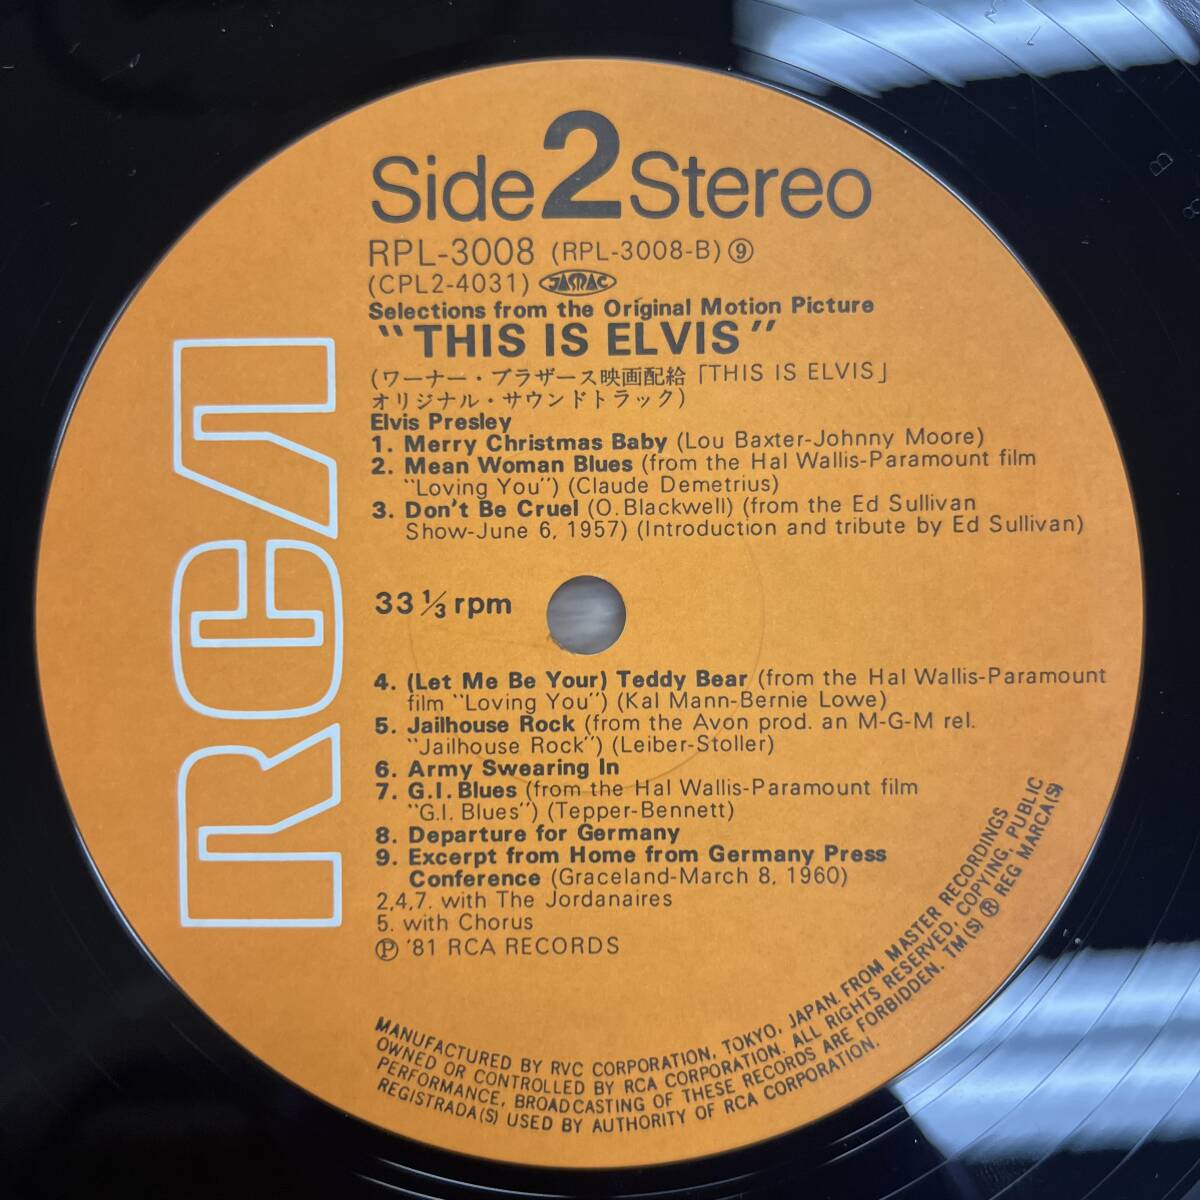 RCA
Side 2 Stereo
RPL-3008 (RPL-3008-B) ⑨
(CPL2-4031) JASRAC
Selections from the Original Motion Picture
"THIS IS ELVIS"
(ワーナー・ブラザース映画配給「THIS IS ELVIS」
オリジナル・サウンドトラック)
Elvis Presley
1. Merry Christmas Baby (Lou Baxter-Johnny Moore)
2. Mean Woman Blues (from the Hal Wallis-Paramount film
"Loving You") (Claude Demetrius)
3. Don't Be Cruel (O. Blackwell) (from the Ed Sullivan
Show-June 6, 1957) (Introduction and tribute by Ed Sullivan)
33 ⅓ rpm
4. (Let Me Be Your) Teddy Bear (from the Hal Wallis-Paramount
film "Loving You") (Kal Mann-Bernie Lowe)
5. Jailhouse Rock (from the Avon prod. an M-G-M rel.
"Jailhouse Rock") (Leiber-Stoller)
6. Army Swearing In
7. G.I. Blues (from the Hal Wallis-Paramount film
"G.I. Blues") (Tepper-Bennett)
8. Departure for Germany
9. Excerpt from Home from Germany Press
Conference (Graceland-March 8, 1960)
2,4,7. with The Jordanaires
5. with Chorus
Ⓟ '81 RCA RECORDS
MANUFACTURED BY RVC CORPORATION, TOKYO, JAPAN. FROM MASTER RECORDINGS
OWNED OR CONTROLLED BY RCA CORPORATION. ALL RIGHTS RESERVED, COPYING, PUBLIC
PERFORMANCE, BROADCASTING OF THESE RECORDS ARE FORBIDDEN. TM(S) ® REG MARCA(S)
REGISTRADA(S) USED BY AUTHORITY OF RCA CORPORATION.